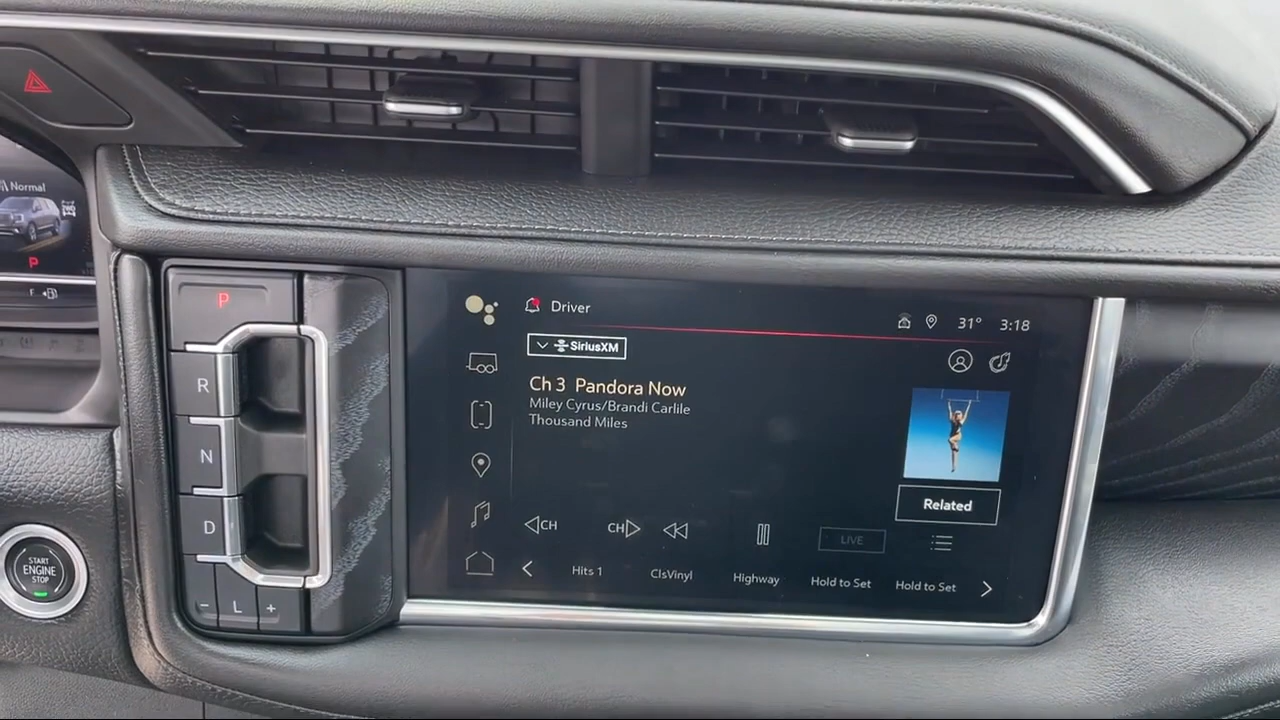 Normal
P
F
P
R
N
D
- L +
START
ENGINE
STOP
Driver
31° 3:18
SiriusXM
Ch 3 Pandora Now
Miley Cyrus/Brandi Carlile
Thousand Miles
Related
CH
CH
LIVE
Hits 1
ClsVinyl
Highway
Hold to Set
Hold to Set